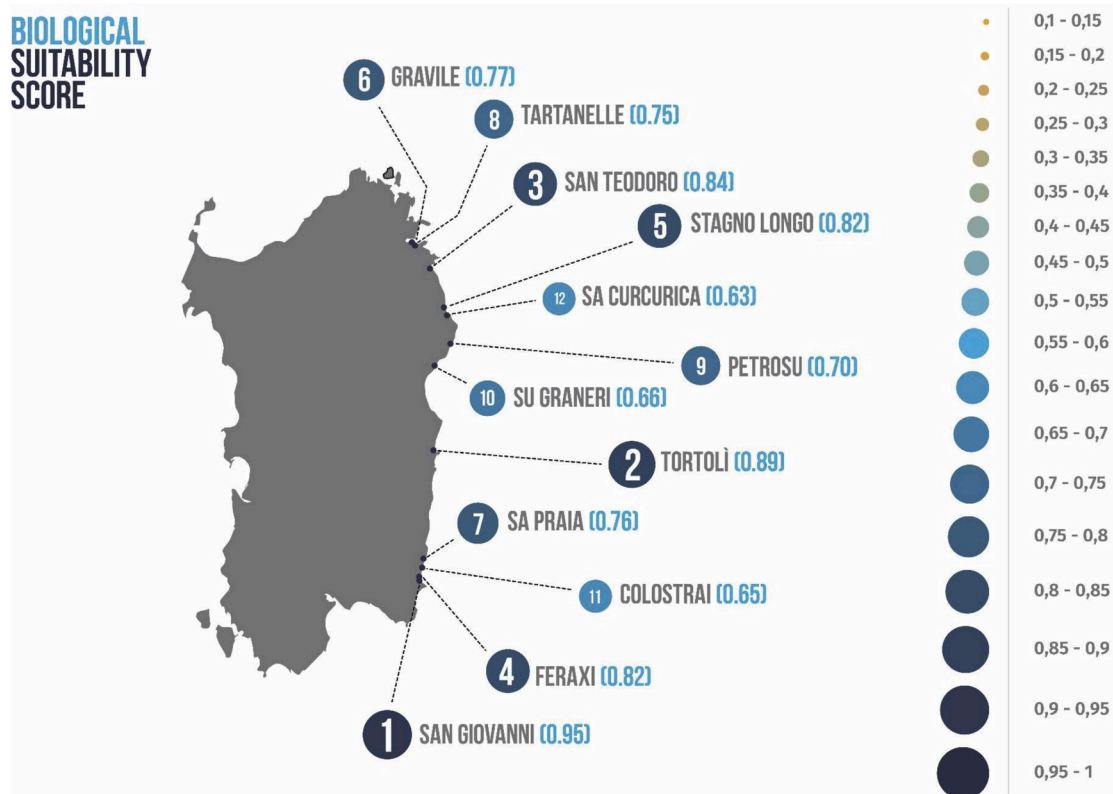 BIOLOGICAL
SUITABILITY
SCORE
6 GRAVILE (0.77)
8 TARTANELLE (0.75)
3 SAN TEODORO (0.84)
5 STAGNO LONGO (0.82)
12 SA CURCURICA (0.63)
9 PETROSU (0.70)
10 SU GRANERI (0.66)
2 TORTOLÌ (0.89)
7 SA PRAIA (0.76)
11 COLOSTRAI (0.65)
4 FERAXI (0.82)
1 SAN GIOVANNI (0.95)
0,1 - 0,15
0,15 - 0,2
0,2 - 0,25
0,25 - 0,3
0,3 - 0,35
0,35 - 0,4
0,4 - 0,45
0,45 - 0,5
0,5 - 0,55
0,55 - 0,6
0,6 - 0,65
0,65 - 0,7
0,7 - 0,75
0,75 - 0,8
0,8 - 0,85
0,85 - 0,9
0,9 - 0,95
0,95 - 1